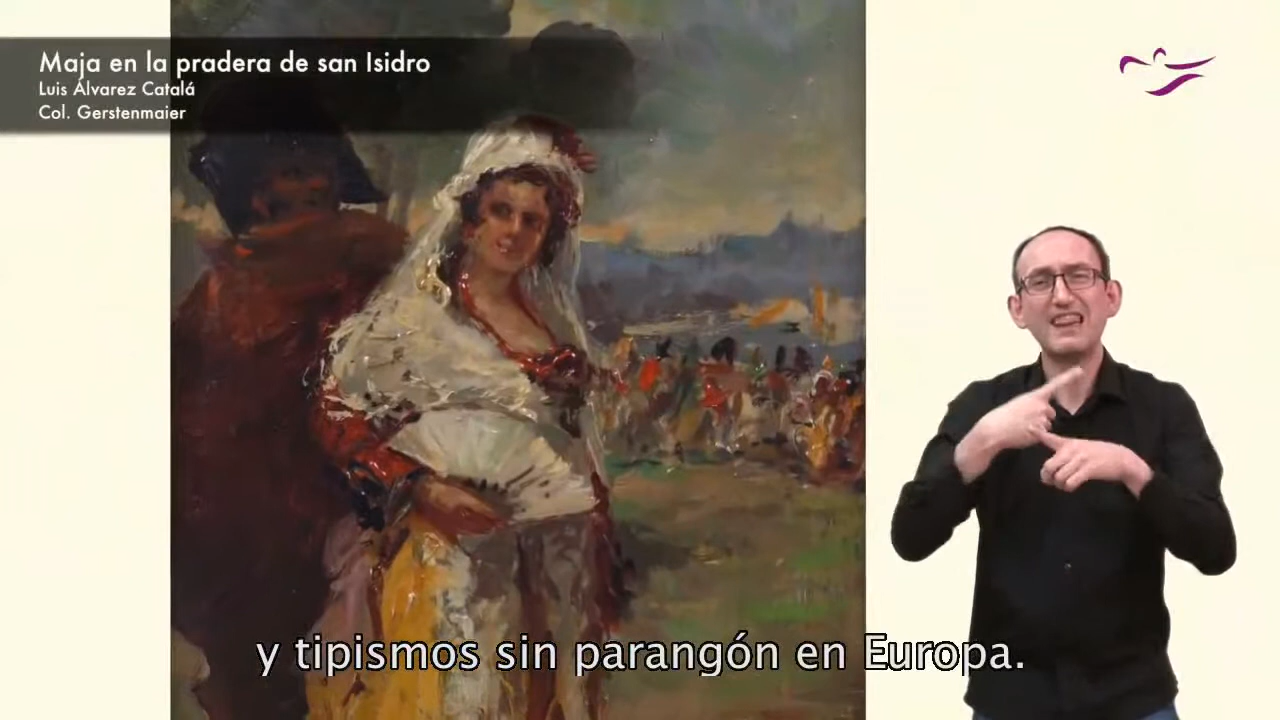 Maja en la pradera de san Isidro
Luis Álvarez Catalá
Col. Gerstenmaier
y tipismos sin parangón en Europa.